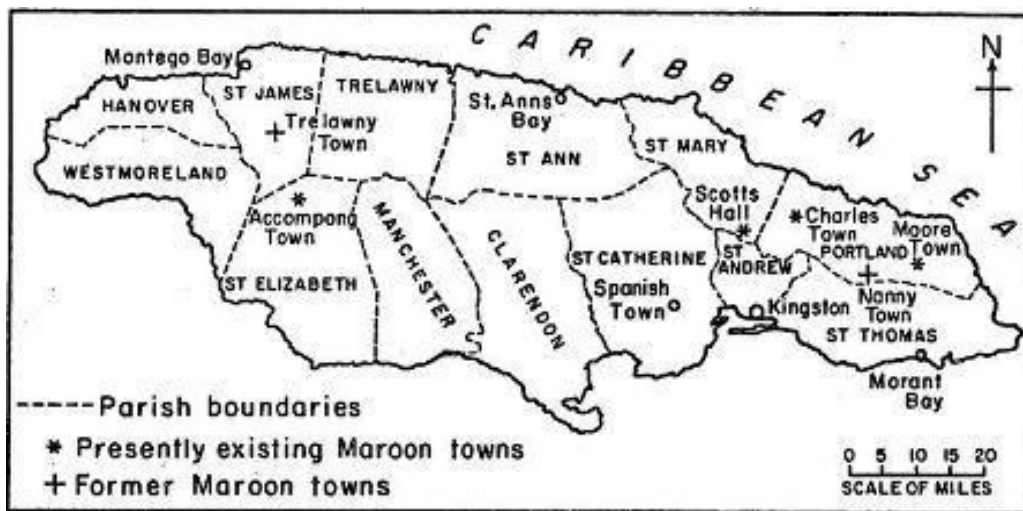 CARIBBEAN SEA
N
Montego Bay
HANOVER
ST JAMES
TRELAWNY
Trelawny
Town
WESTMORELAND
St. Anns
Bay
ST ANN
ST MARY
Accompong
Town
ST ELIZABETH
MANCHESTER
CLARENDON
ST CATHERINE
Spanish
Town
Scotts
Hall
ST
ANDREW
Kingston
Charles
Town
Moore
Town
PORTLAND
Nanny
Town
ST THOMAS
Morant
Bay
Parish boundaries
* Presently existing Maroon towns
+ Former Maroon towns
0 5 10 15 20
SCALE OF MILES